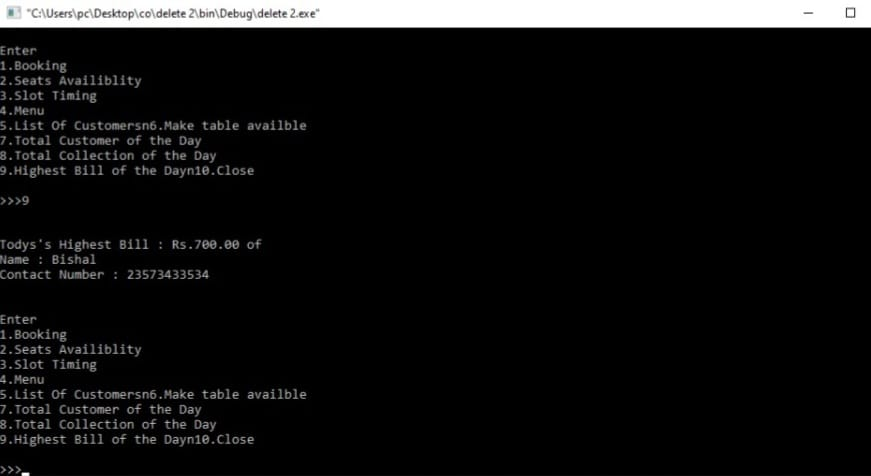 "C:\Users\pc\Desktop\co\delete 2\bin\Debug\delete 2.exe"
Enter
1.Booking
2.Seats Availiblity
3.Slot Timing
4.Menu
5.List Of Customersn6.Make table availble
7.Total Customer of the Day
8.Total Collection of the Day
9.Highest Bill of the Dayn10.Close
>>>9
Todys's Highest Bill : Rs.700.00 of
Name : Bishal
Contact Number : 23573433534
Enter
1.Booking
2.Seats Availiblity
3.Slot Timing
4.Menu
5.List Of Customersn6.Make table availble
7.Total Customer of the Day
8.Total Collection of the Day
9.Highest Bill of the Dayn10.Close
>>>_